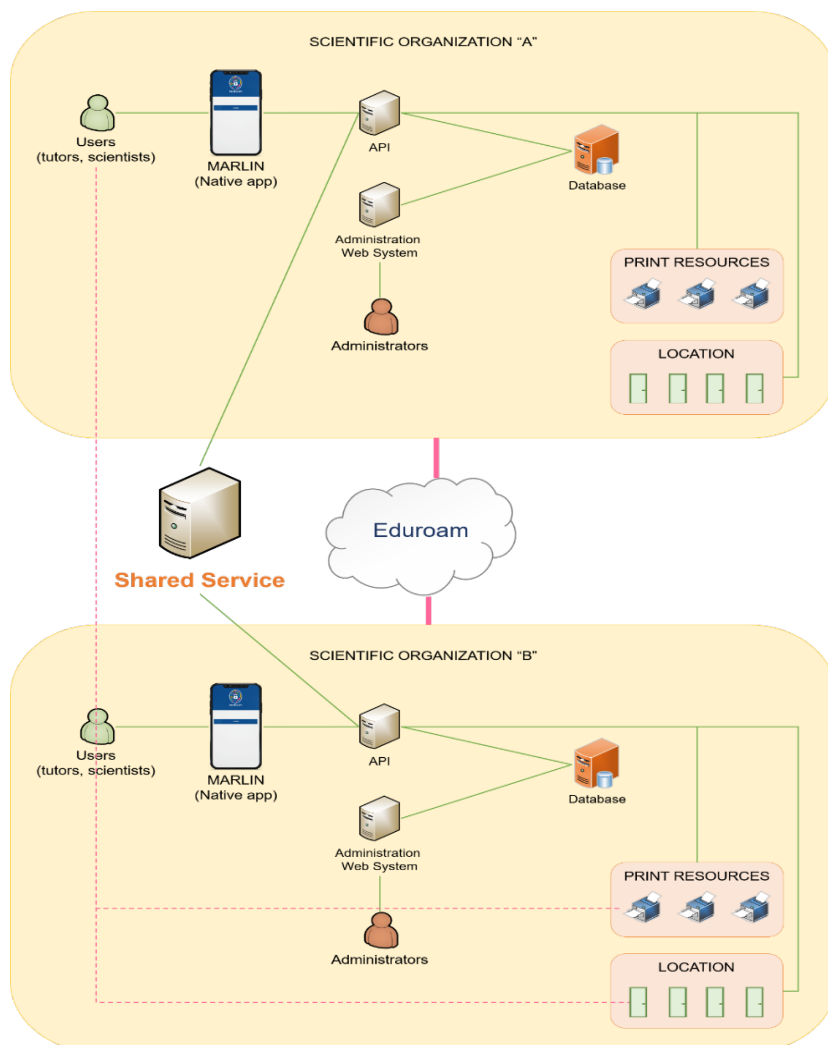 SCIENTIFIC ORGANIZATION "A"
Users
(tutors, scientists)
MARLIN
(Native app)
API
Database
Administration
Web System
Administrators
PRINT RESOURCES
LOCATION
Eduroam
Shared Service
SCIENTIFIC ORGANIZATION "B"
Users
(tutors, scientists)
MARLIN
(Native app)
API
Database
Administration
Web System
Administrators
PRINT RESOURCES
LOCATION